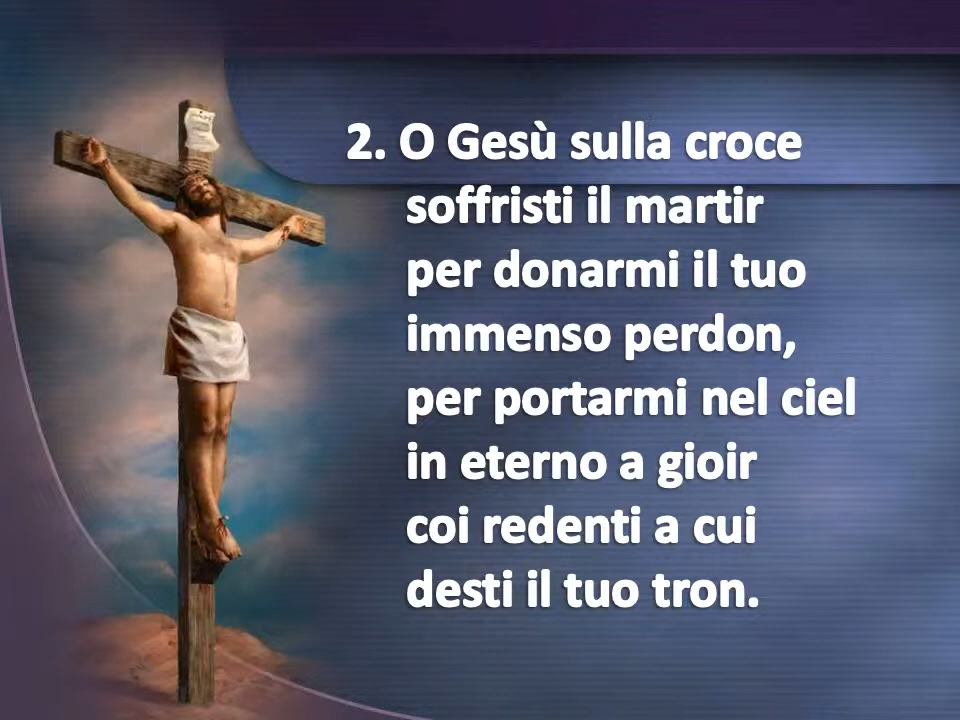 2. O Gesù sulla croce
soffristi il martir
per donarmi il tuo
immenso perdon,
per portarmi nel ciel
in eterno a gioir
coi redenti a cui
desti il tuo tron.